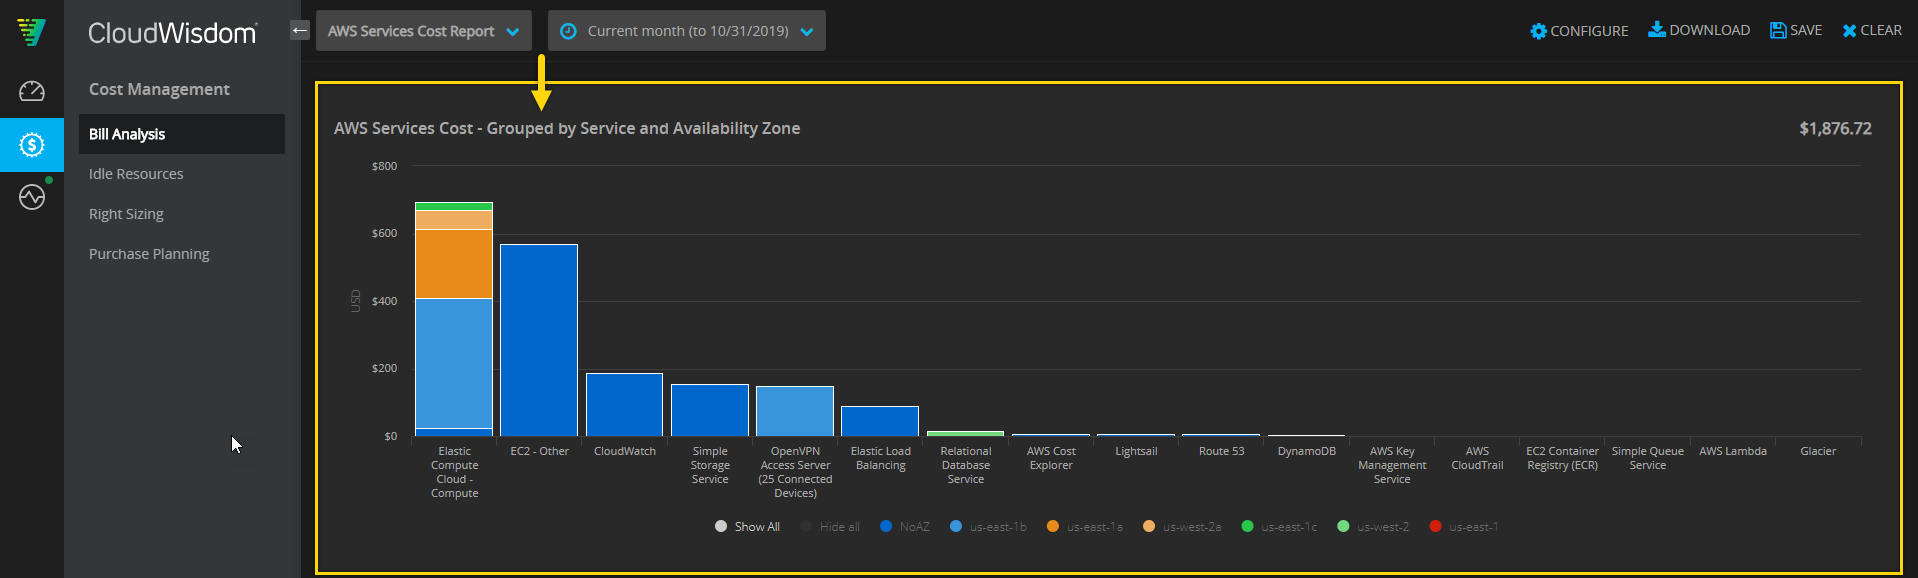 CloudWisdom
AWS Services Cost Report
Current month (to 10/31/2019)
CONFIGURE
DOWNLOAD
SAVE
CLEAR
Cost Management
Bill Analysis
Idle Resources
Right Sizing
Purchase Planning
AWS Services Cost - Grouped by Service and Availability Zone
$1,876.72
USD
$800
$600
$400
$200
$0
Elastic
Compute
Cloud -
Compute
EC2 - Other
CloudWatch
Simple
Storage
Service
OpenVPN
Access Server
(25 Connected
Devices)
Elastic Load
Balancing
Relational
Database
Service
AWS Cost
Explorer
Lightsail
Route 53
DynamoDB
AWS Key
Management
Service
AWS
CloudTrail
EC2 Container
Registry (ECR)
Simple Queue
Service
AWS Lambda
Glacier
Show All
Hide all
NoAZ
us-east-1b
us-east-1a
us-west-2a
us-east-1c
us-west-2
us-east-1